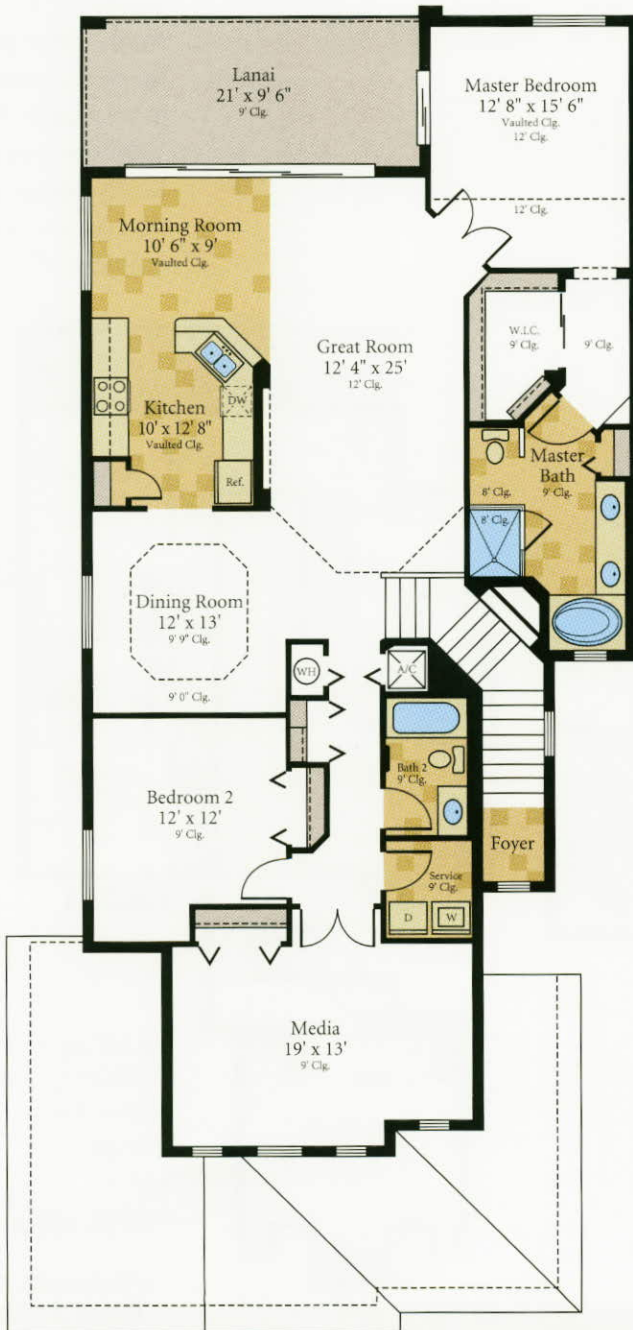 Lanai
21' x 9' 6"
9' Clg.
Master Bedroom
12' 8" x 15' 6"
Vaulted Clg.
12' Clg.
12' Clg.
Morning Room
10' 6" x 9'
Vaulted Clg.
Great Room
12' 4" x 25'
12' Clg.
W.I.C.
9' Clg.
9' Clg.
Kitchen
10' x 12' 8"
Vaulted Clg.
DW
Ref.
Master
Bath
9' Clg.
8' Clg.
8' Clg.
Dining Room
12' x 13'
9' 9" Clg.
9' 0" Clg.
WH
A/C
Bath 2
9' Clg.
Bedroom 2
12' x 12'
9' Clg.
Foyer
Service
9' Clg.
D
W
Media
19' x 13'
9' Clg.